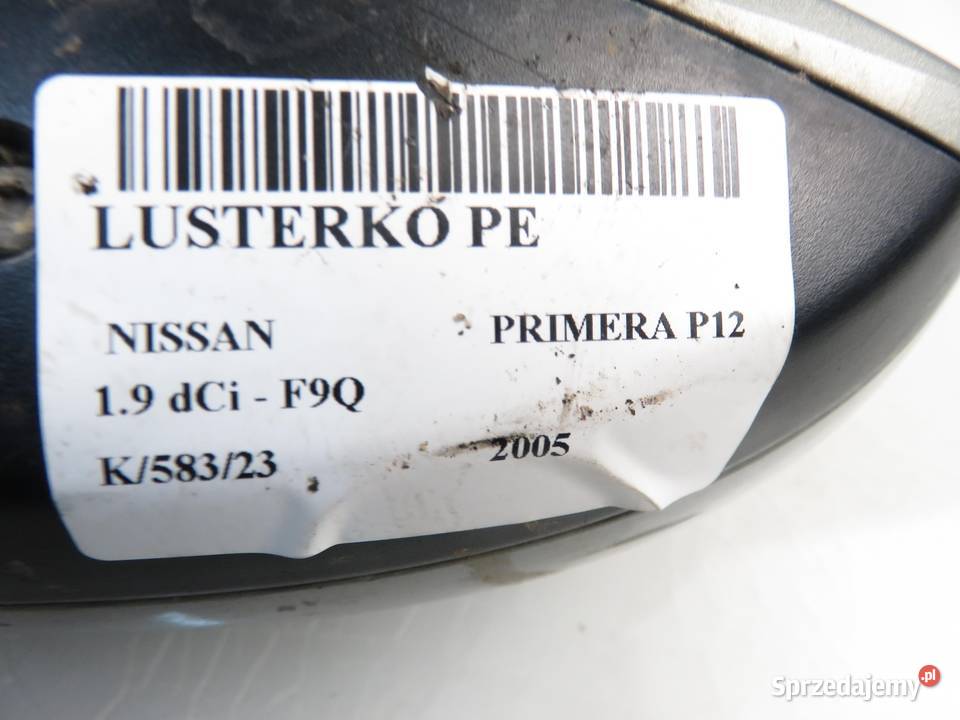 LUSTERKO PE
NISSAN PRIMERA P12
1.9 dCi - F9Q
K/583/23 2005
Sprzedajemy.pl